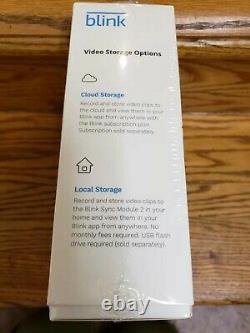 blink
Video Storage Options
Cloud Storage
Record and store video clips to
the cloud and view them in your
Blink app from anywhere with
the Blink subscription plan.
Subscription sold separately.
Local Storage
Record and store video clips to
the Blink Sync Module 2 in your
home and view them in your
Blink app from anywhere. No
monthly fees required. USB flash
drive required (sold separately).